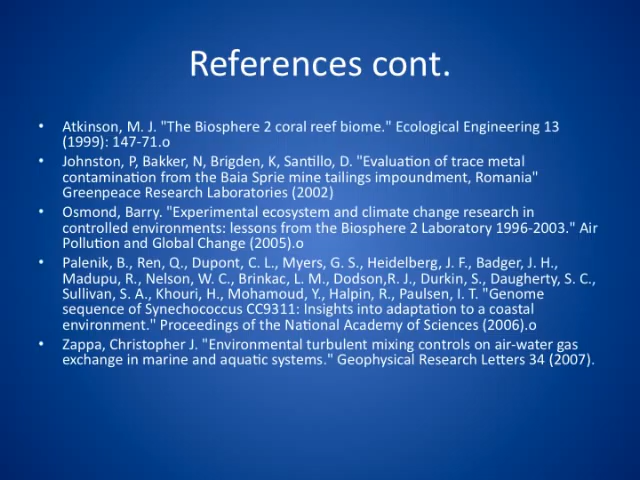 References cont.
• Atkinson, M. J. "The Biosphere 2 coral reef biome." Ecological Engineering 13
(1999): 147-71.o
• Johnston, P, Bakker, N, Brigden, K, Santillo, D. "Evaluation of trace metal
contamination from the Baia Sprie mine tailings impoundment, Romania"
Greenpeace Research Laboratories (2002)
• Osmond, Barry. "Experimental ecosystem and climate change research in
controlled environments: lessons from the Biosphere 2 Laboratory 1996-2003." Air
Pollution and Global Change (2005).o
• Palenik, B., Ren, Q., Dupont, C. L., Myers, G. S., Heidelberg, J. F., Badger, J. H.,
Madupu, R., Nelson, W. C., Brinkac, L. M., Dodson,R. J., Durkin, S., Daugherty, S. C.,
Sullivan, S. A., Khouri, H., Mohamoud, Y., Halpin, R., Paulsen, I. T. "Genome
sequence of Synechococcus CC9311: Insights into adaptation to a coastal
environment." Proceedings of the National Academy of Sciences (2006).o
• Zappa, Christopher J. "Environmental turbulent mixing controls on air-water gas
exchange in marine and aquatic systems." Geophysical Research Letters 34 (2007).